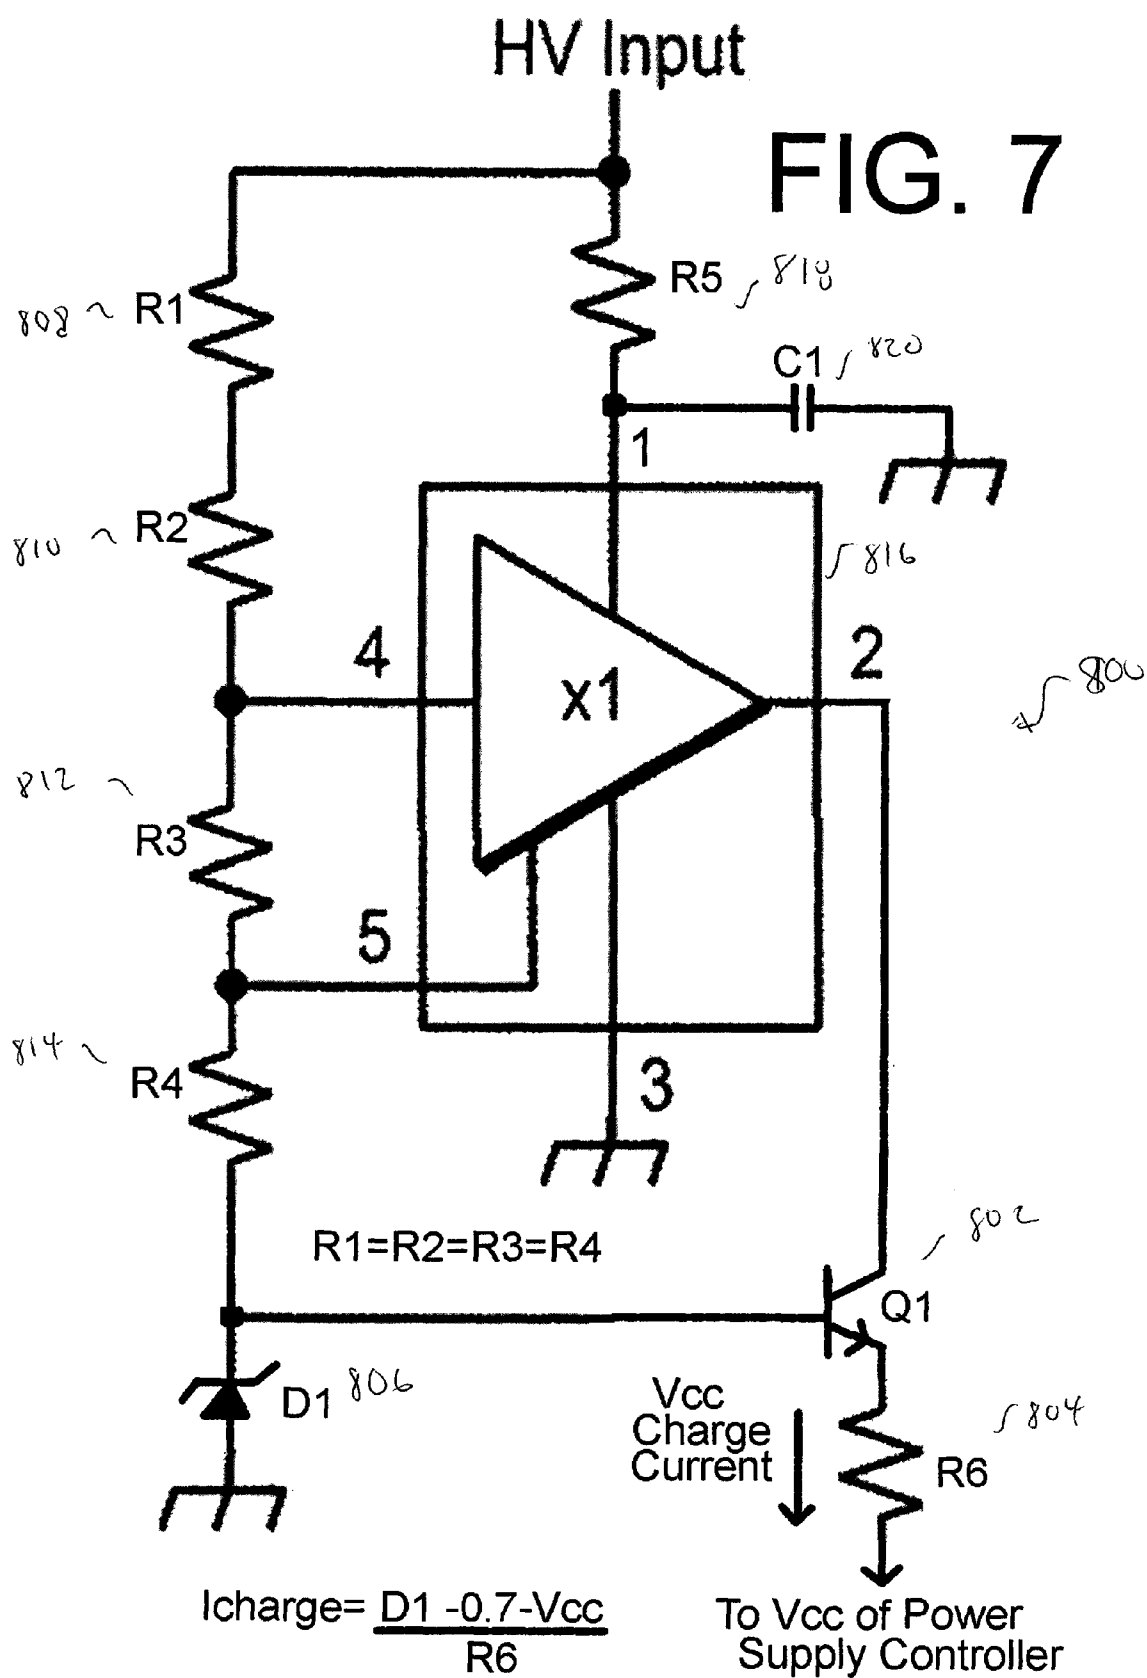 HV Input
FIG. 7
R5
818
808
R1
C1
820
1
810
R2
816
4
2
X1
800
812
R3
5
814
R4
3
R1=R2=R3=R4
802
Q1
D1
806
Vcc
Charge
Current
804
R6
Icharge= D1 -0.7-Vcc
R6
To Vcc of Power
Supply Controller